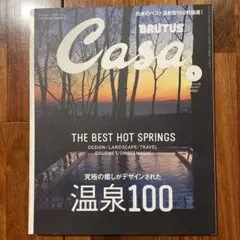 日本のベスト温泉宿100軒厳選!
BRUTUS
Casa
THE BEST HOT SPRINGS
DESIGN/LANDSCAPE/TRAVEL
GOURMET/OMOTENASHI
究極の癒しがデザインされた
温泉100